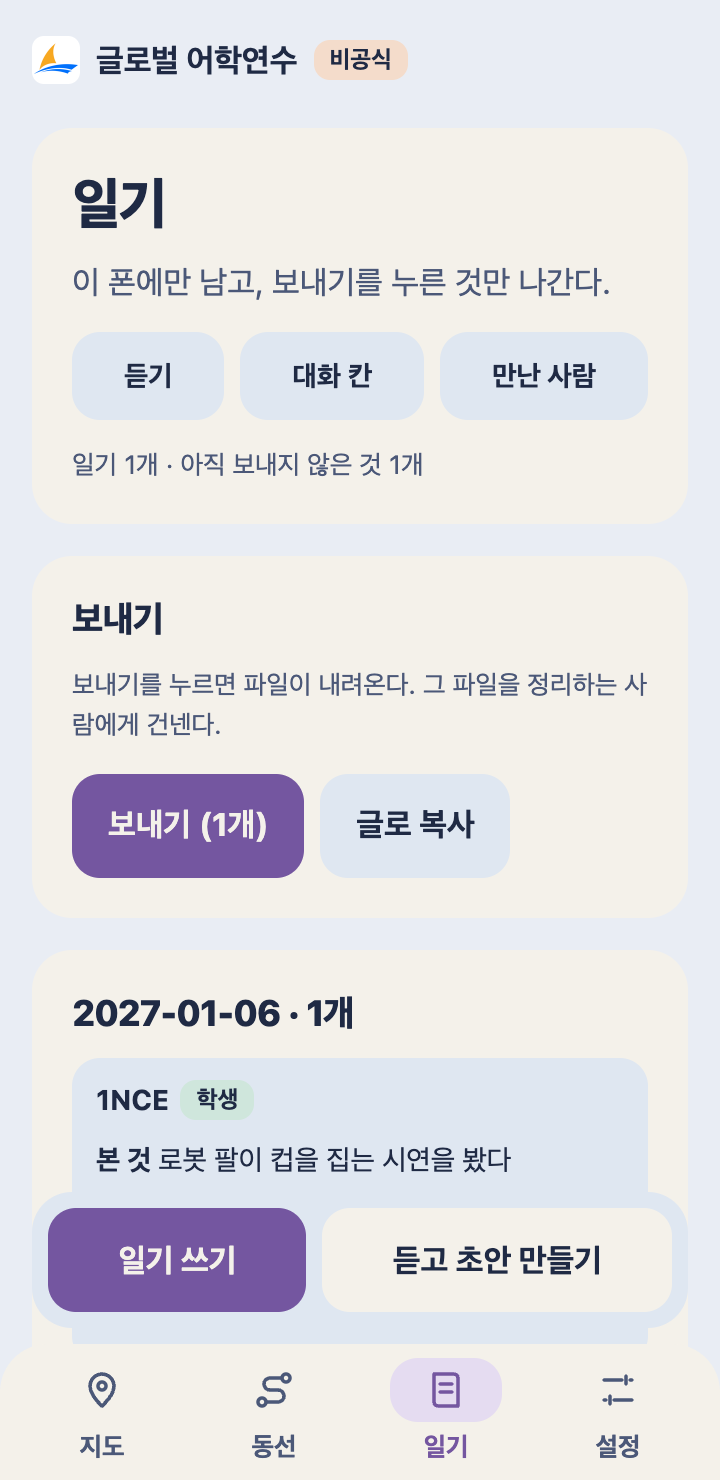 글로벌 어학연수 비공식
일기
이 폰에만 남고, 보내기를 누른 것만 나간다.
듣기 대화 칸 만난 사람
일기 1개 · 아직 보내지 않은 것 1개
보내기
보내기를 누르면 파일이 내려온다. 그 파일을 정리하는 사
람에게 건넨다.
보내기 (1개) 글로 복사
2027-01-06 · 1개
1NCE 학생
본 것 로봇 팔이 컵을 집는 시연을 봤다
일기 쓰기 듣고 초안 만들기
지도 동선 일기 설정